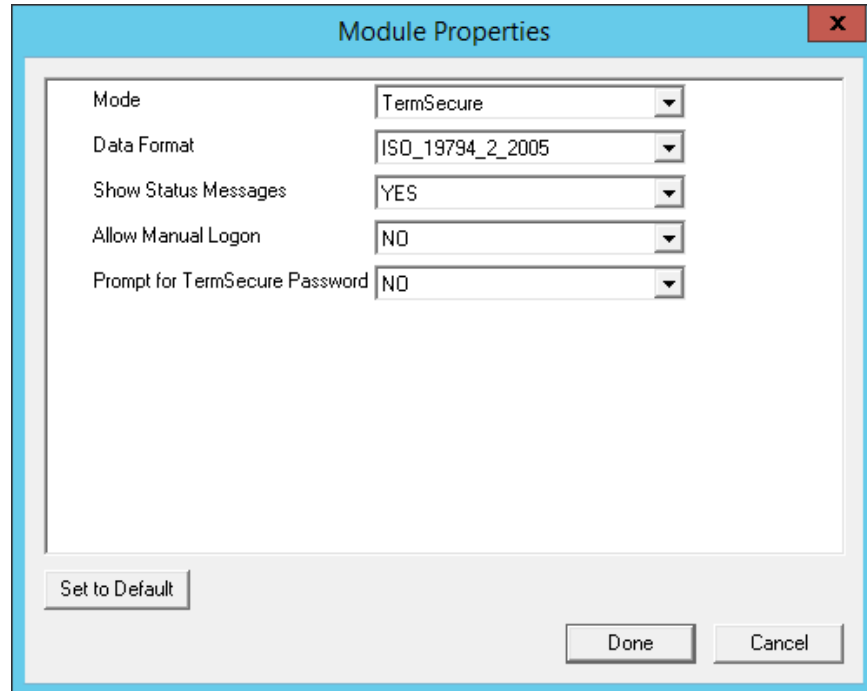 Module Properties
x
Mode TermSecure
Data Format ISO_19794_2_2005
Show Status Messages YES
Allow Manual Logon NO
Prompt for TermSecure Password NO
Set to Default
Done Cancel